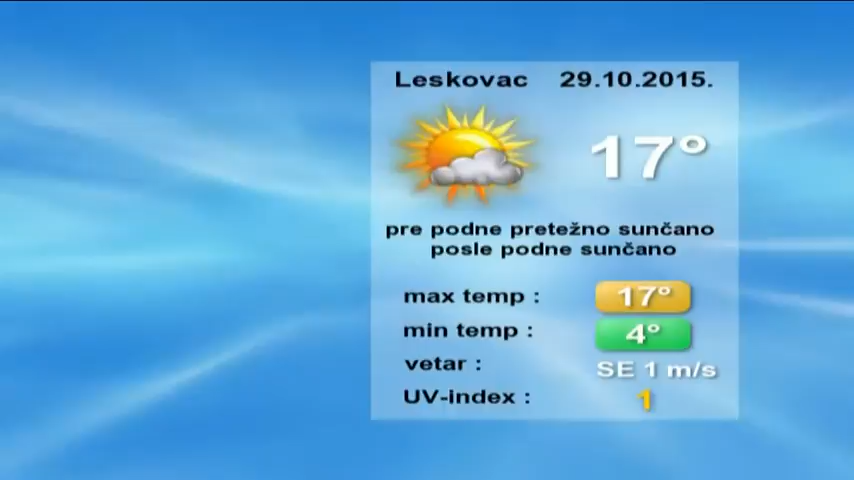 Leskovac 29.10.2015.
17°
pre podne pretežno sunčano
posle podne sunčano
max temp : 17°
min temp : 4°
vetar : SE 1 m/s
UV-index : 1